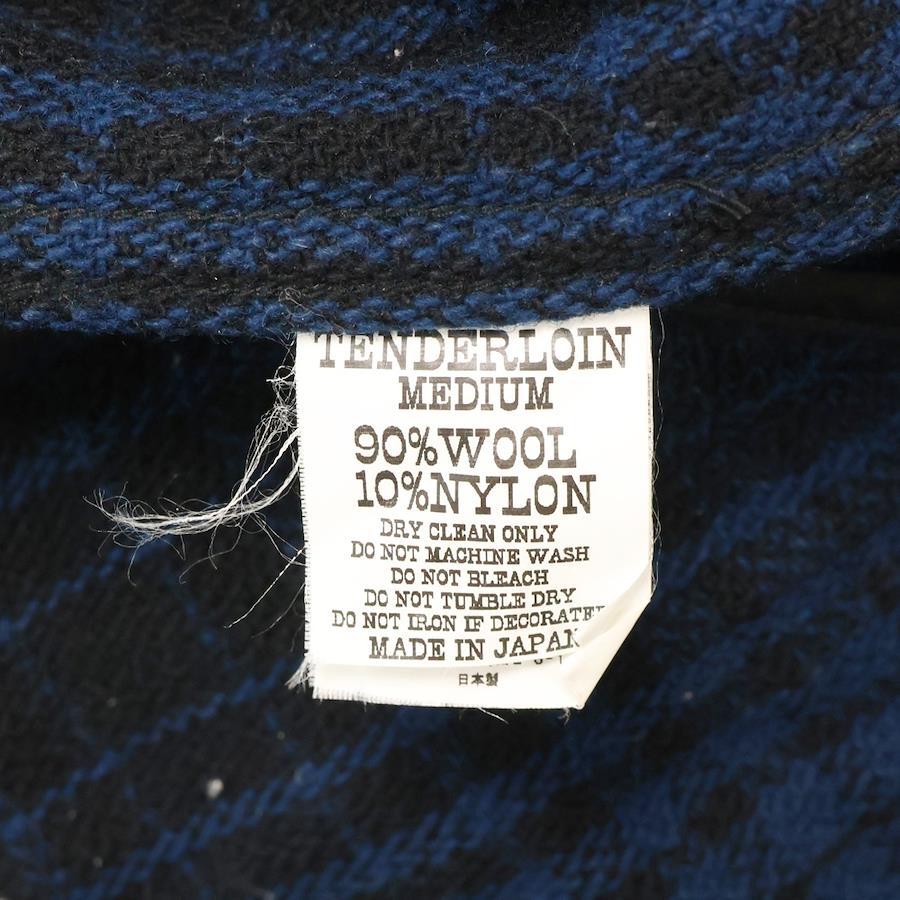 TENDERLOIN
MEDIUM
90%WOOL
10%NYLON
DRY CLEAN ONLY
DO NOT MACHINE WASH
DO NOT BLEACH
DO NOT TUMBLE DRY
DO NOT IRON IF DECORATED
MADE IN JAPAN
日本製